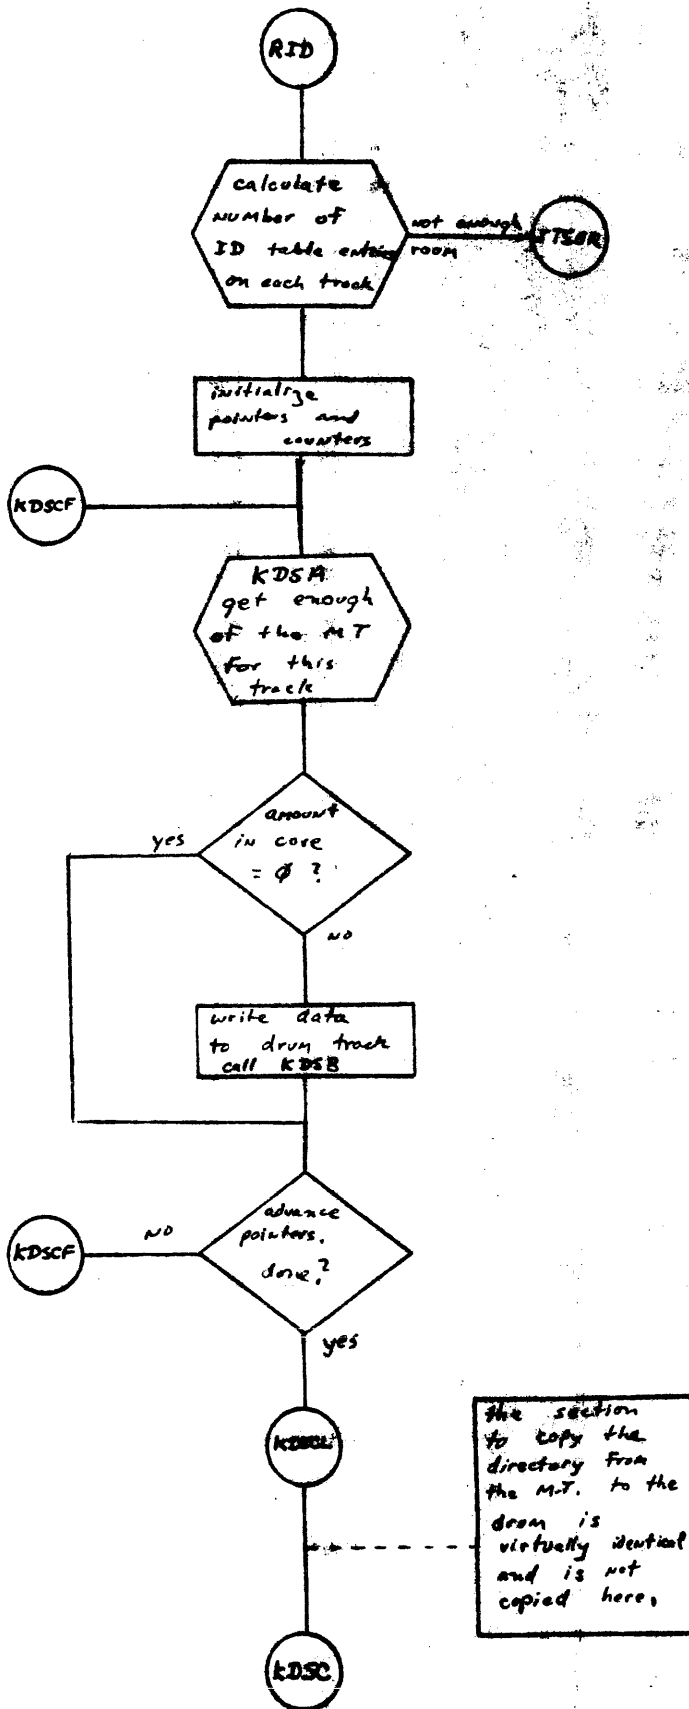 RID
calculate
number of
ID table entries
on each track
not enough
room
initialize
pointers and
counters
KDSCF
KDSA
get enough
of the MT
for this
track
amount
in core
= Ø ?
yes
NO
write data
to drum track
call KDSB
advance
pointers.
done?
NO
KDSCF
yes
the section
to copy the
directory from
the M.T. to the
drum is
virtually identical
and is not
copied here.
KDSC